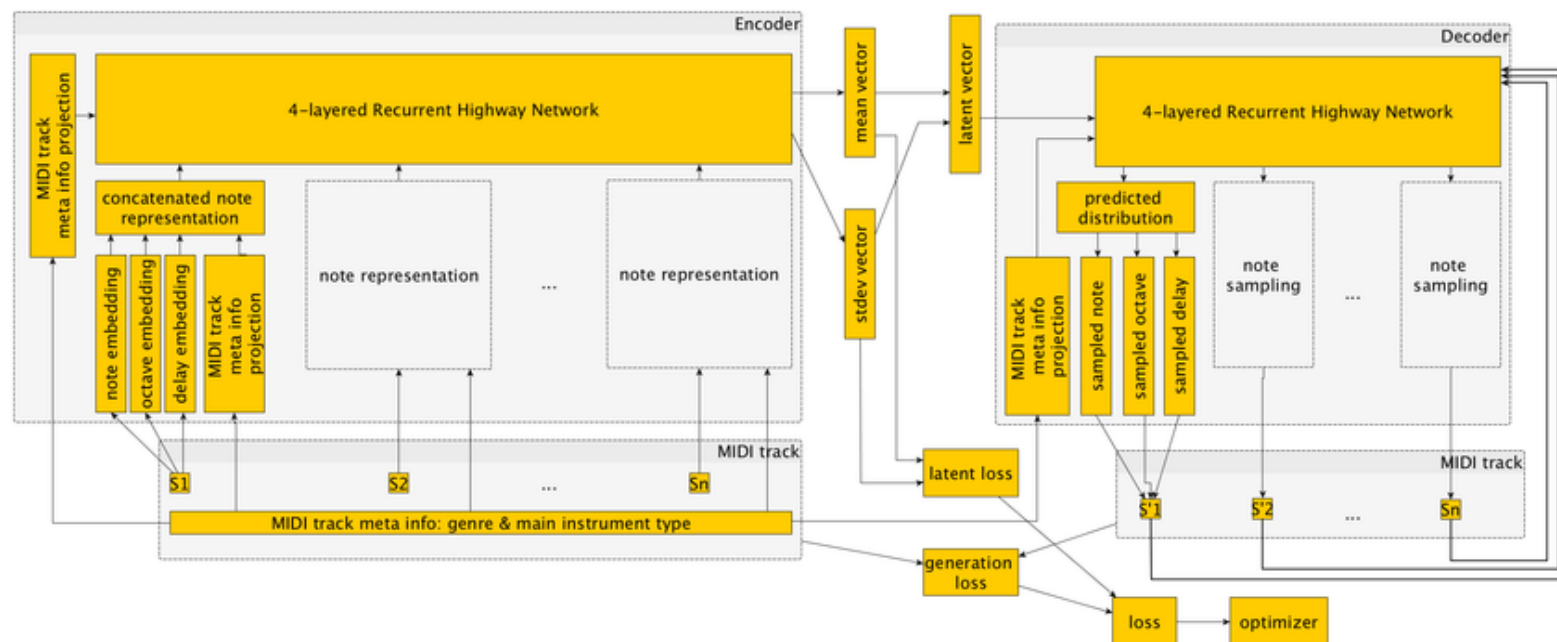 Encoder
MIDI track
meta info projection
4-layered Recurrent Highway Network
concatenated note
representation
note embedding
octave embedding
delay embedding
MIDI track
meta info
projection
note representation
...
note representation
MIDI track
S1
S2
...
Sn
MIDI track meta info: genre & main instrument type
mean vector
stdev vector
latent vector
latent loss
generation
loss
loss
optimizer
Decoder
4-layered Recurrent Highway Network
predicted
distribution
MIDI track
meta info
projection
sampled note
sampled octave
sampled delay
note
sampling
...
note
sampling
MIDI track
S'1
S'2
...
Sn